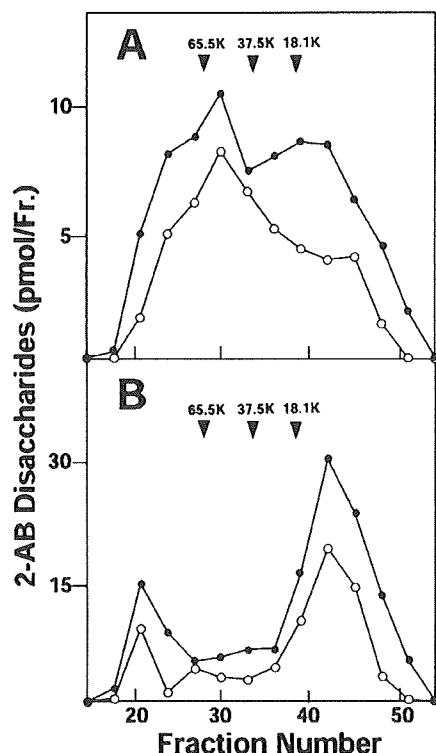 A
65.5K 37.5K 18.1K
10
5
B
65.5K 37.5K 18.1K
30
15
20 30 40 50
Fraction Number
2-AB Disaccharides (pmol/Fr.)